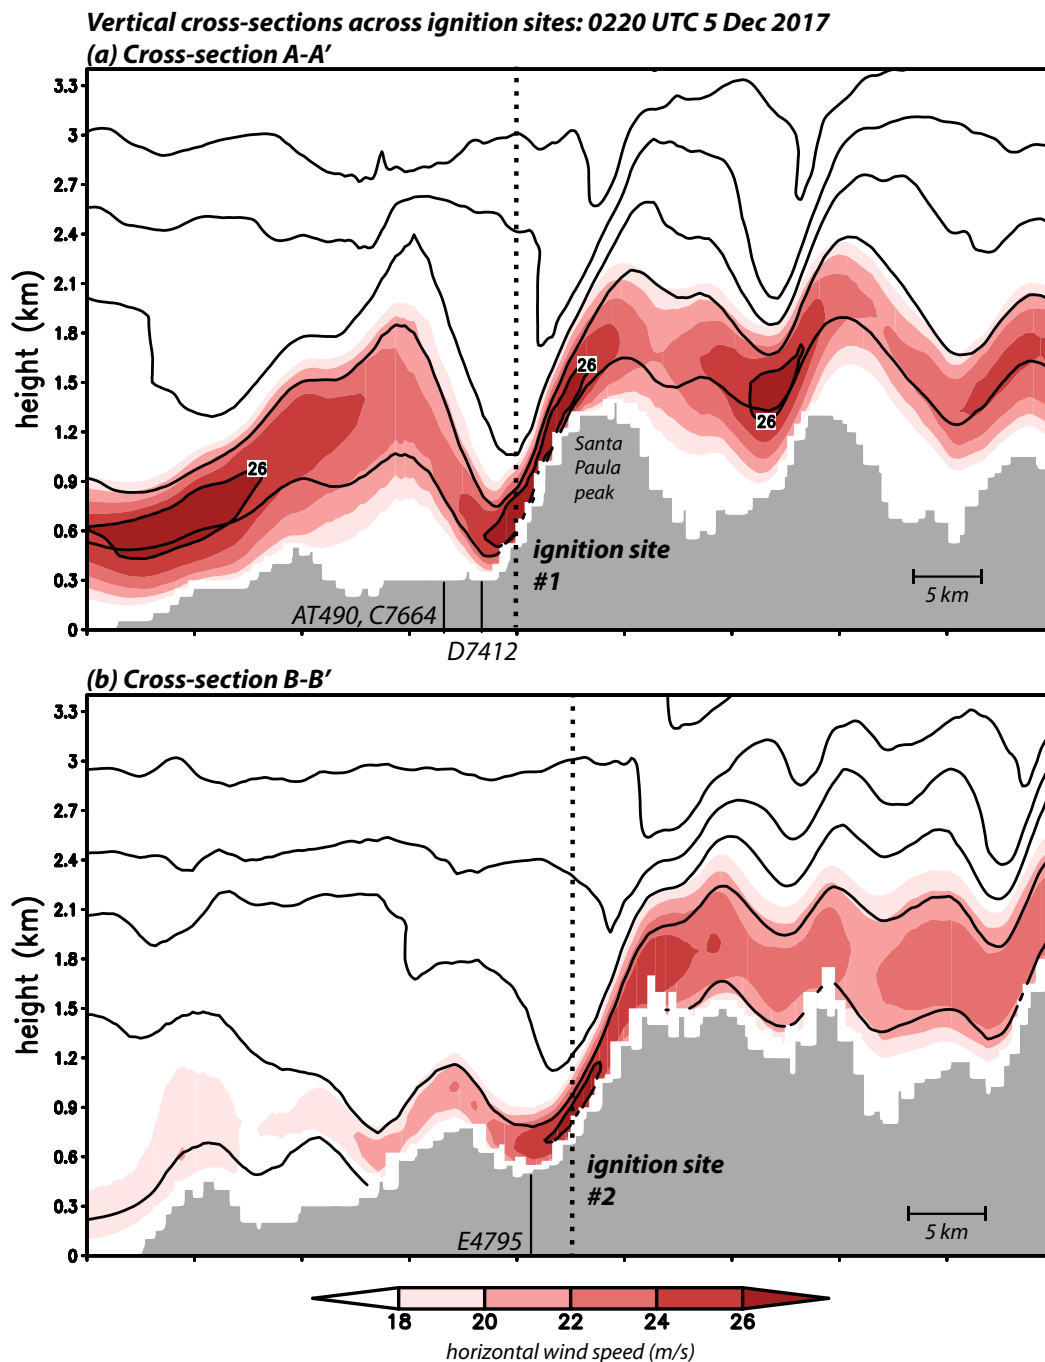 Vertical cross-sections across ignition sites: 0220 UTC 5 Dec 2017
(a) Cross-section A-A’
3.3
3
2.7
2.4
2.1
1.8
1.5
1.2
0.9
0.6
0.3
0
height (km)
26
26
26
Santa
Paula
peak
ignition site
#1
5 km
AT490, C7664
D7412
(b) Cross-section B-B’
3.3
3
2.7
2.4
2.1
1.8
1.5
1.2
0.9
0.6
0.3
0
height (km)
ignition site
#2
5 km
E4795
18 20 22 24 26
horizontal wind speed (m/s)